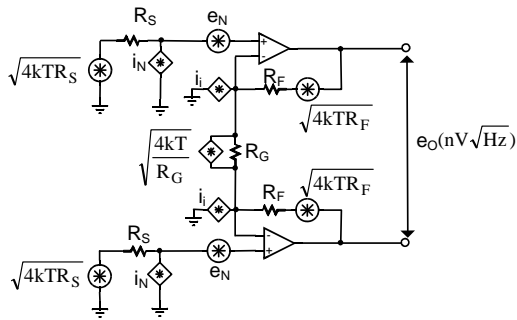 R_S
e_N
√4kTR_S
i_N
+
-
i_i
R_F
√4kTR_F
√4kT/R_G
R_G
e_O(nV√Hz)
i_i
R_F
√4kTR_F
R_S
-
+
√4kTR_S
i_N
e_N